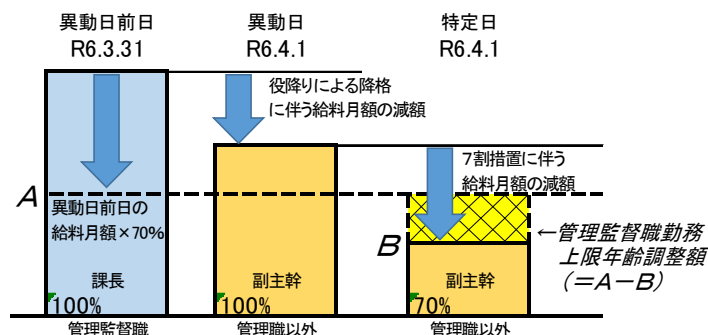 異動日前日
R6.3.31
異動日
R6.4.1
特定日
R6.4.1
役降りによる降格
に伴う給料月額の減額
7割措置に伴う
給料月額の減額
A
異動日前日の
給料月額×70%
B
←管理監督職勤務
上限年齢調整額
(=A-B)
課長
100%
副主幹
100%
副主幹
70%
管理監督職
管理職以外
管理職以外